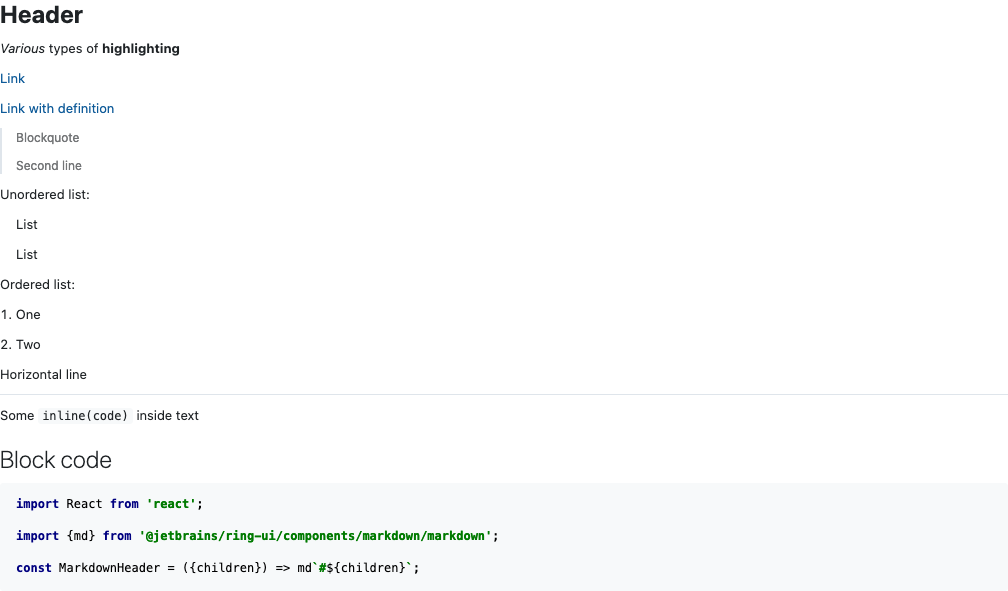 Header
Various types of highlighting
Link
Link with definition
Blockquote
Second line
Unordered list:
List
List
Ordered list:
1. One
2. Two
Horizontal line
Some inline(code) inside text
Block code
import React from 'react';
import {md} from '@jetbrains/ring-ui/components/markdown/markdown';
const MarkdownHeader = ({children}) => md`#${children}`;